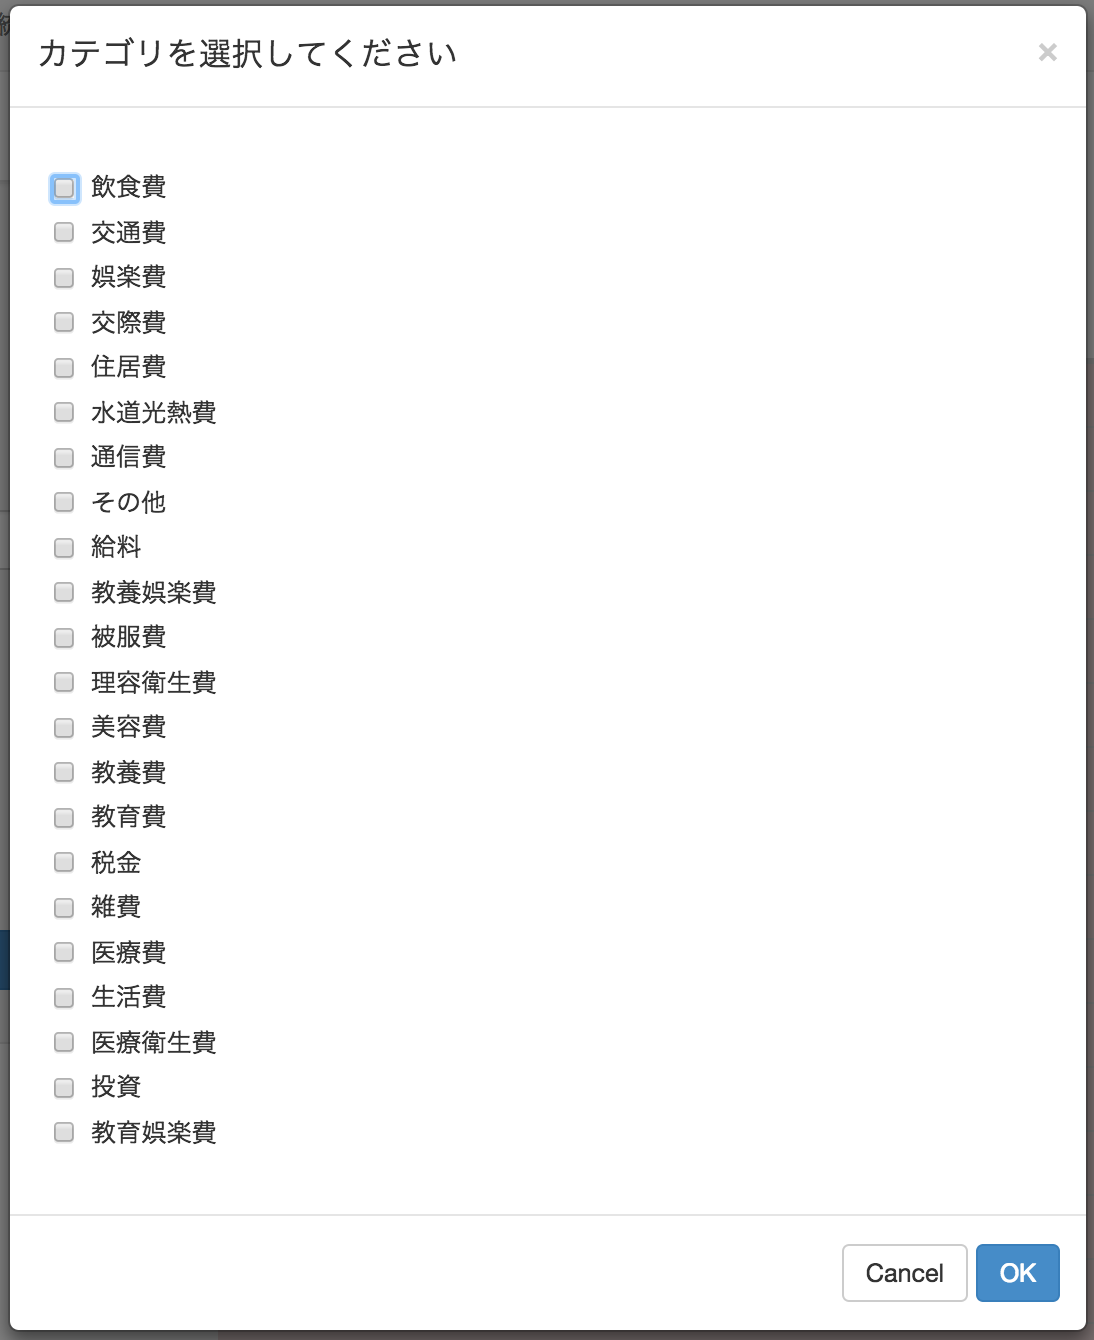 カテゴリを選択してください
×
飲食費
交通費
娯楽費
交際費
住居費
水道光熱費
通信費
その他
給料
教養娯楽費
被服費
理容衛生費
美容費
教養費
教育費
税金
雑費
医療費
生活費
医療衛生費
投資
教育娯楽費
Cancel OK